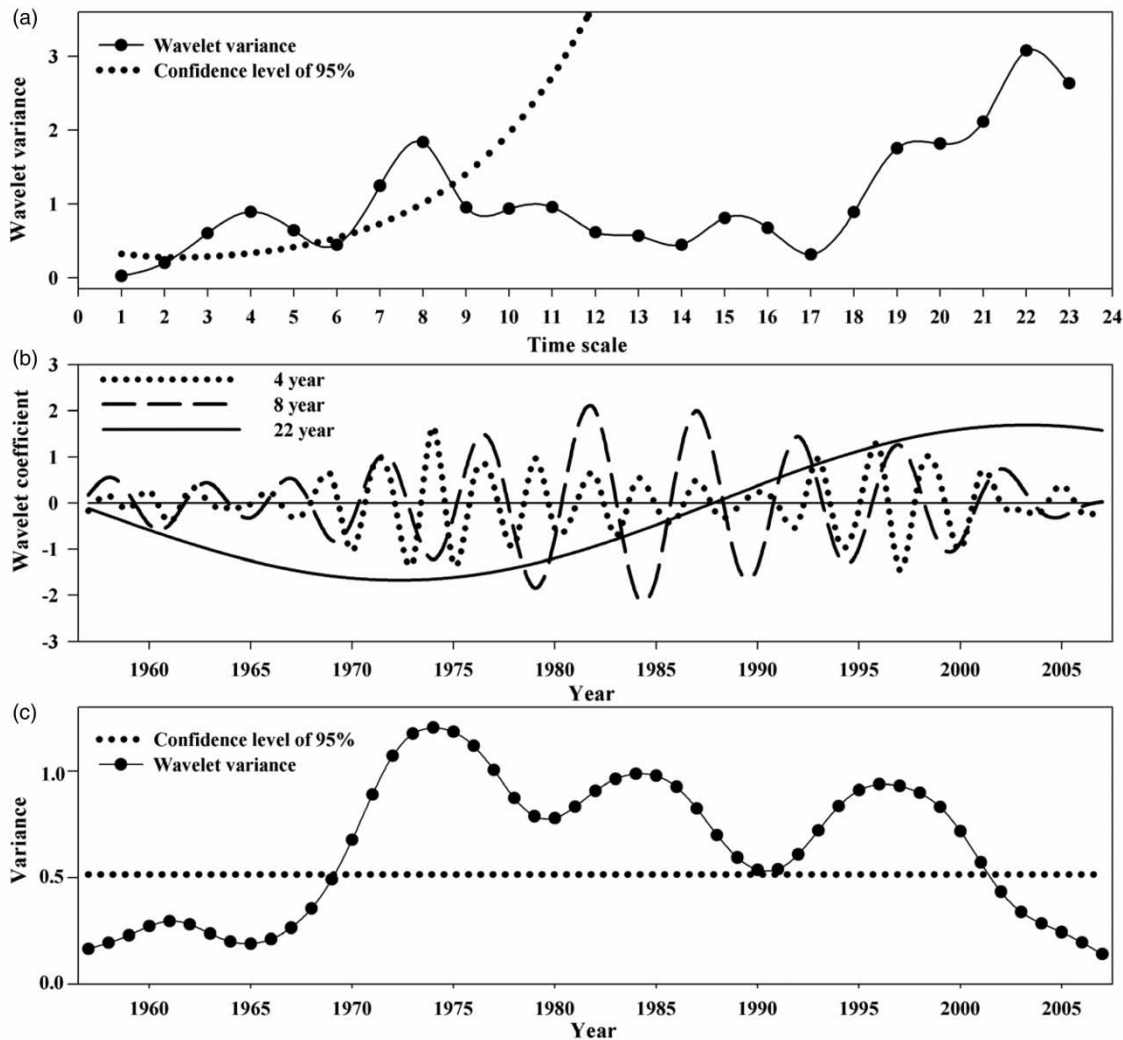 (a)
Wavelet variance
Confidence level of 95%
Wavelet variance
3
2
1
0
0 1 2 3 4 5 6 7 8 9 10 11 12 13 14 15 16 17 18 19 20 21 22 23 24
Time scale
(b)
4 year
8 year
22 year
Wavelet coefficient
3
2
1
0
-1
-2
-3
1960 1965 1970 1975 1980 1985 1990 1995 2000 2005
Year
(c)
Confidence level of 95%
Wavelet variance
Variance
1.0
0.5
0.0
1960 1965 1970 1975 1980 1985 1990 1995 2000 2005
Year